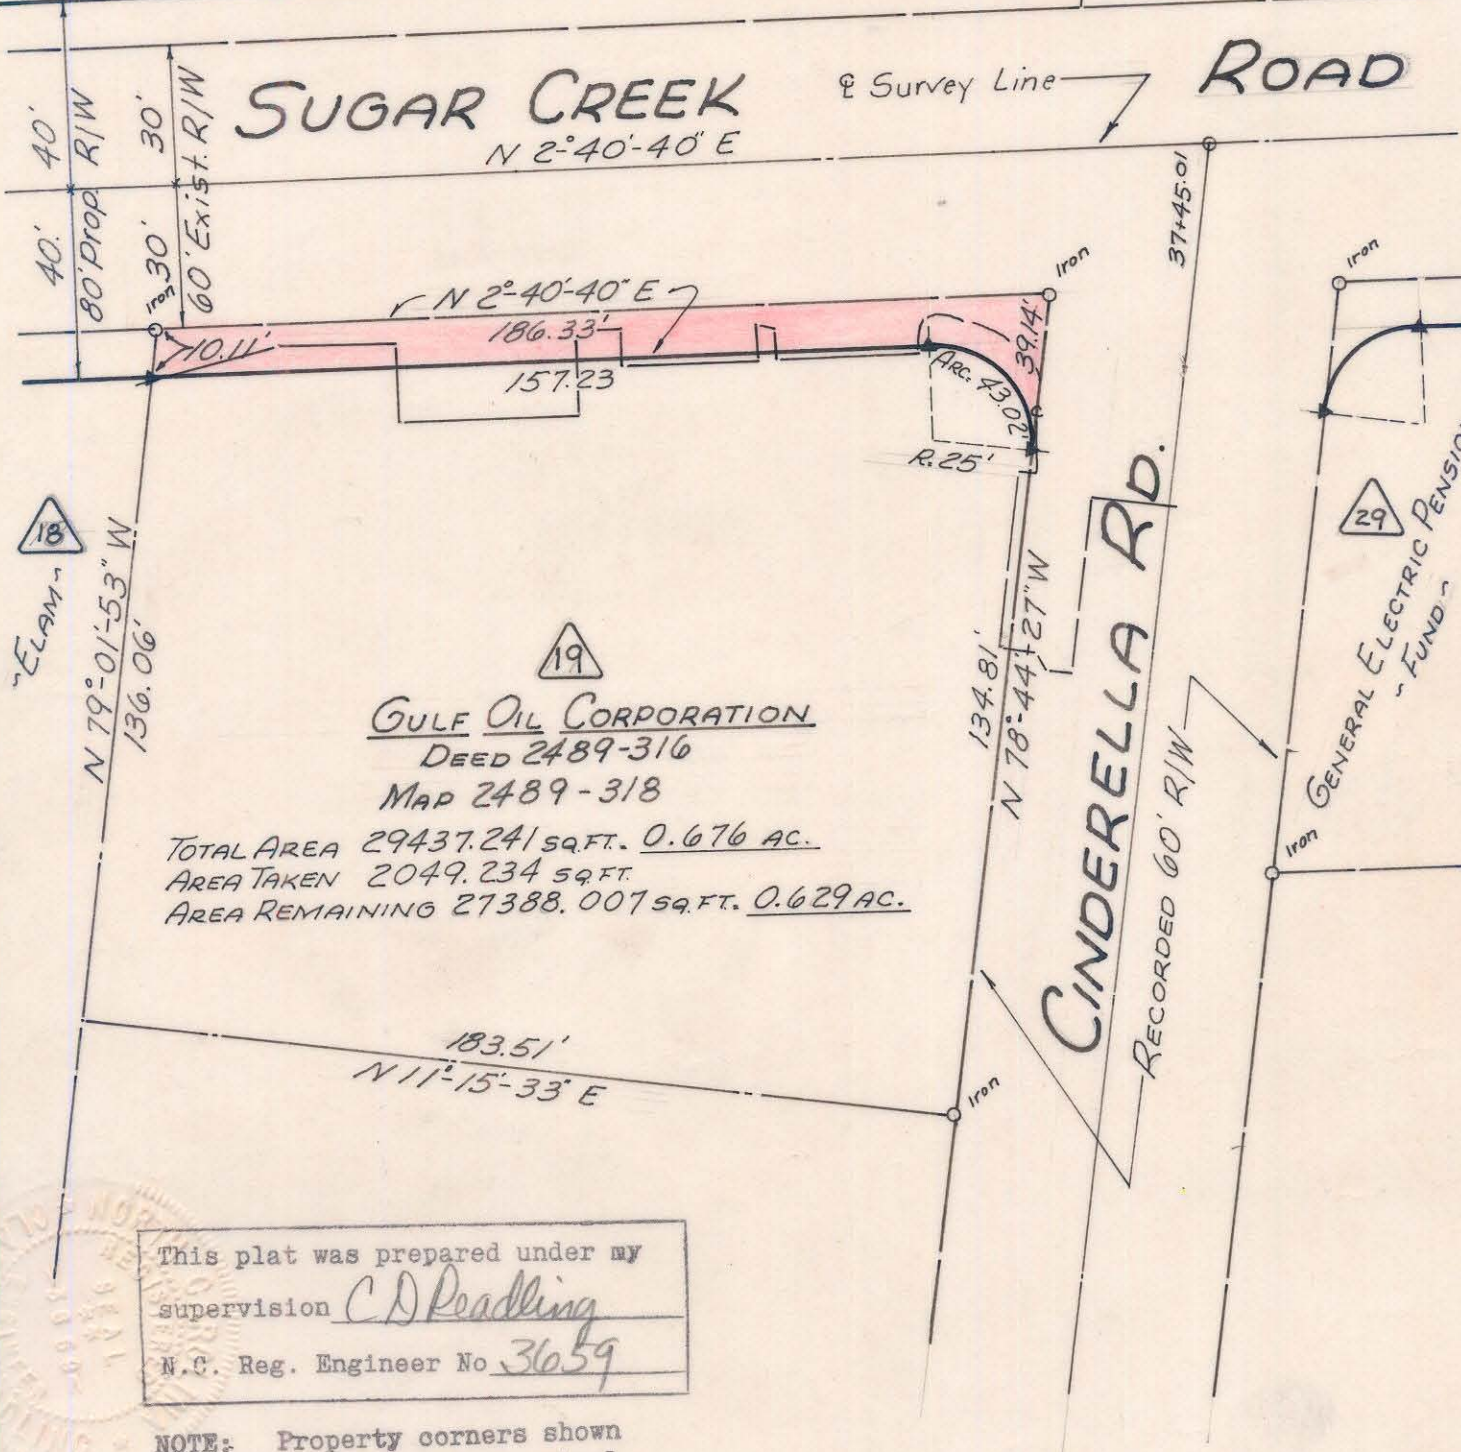 SUGAR CREEK ROAD
℄ Survey Line
N 2°-40'-40" E
40' 40'
80' Prop. R/W
30' 30'
60' Exist. R/W
37+45.01
Iron
Iron
Iron
N 2°-40'-40" E
186.33'
10.11'
157.23
39.14'
ARC. 43.02'
R. 25'
18
"ELAM"
N 79°-01'-53" W
136.06'
134.81'
N 78°-44'-27" W
CINDERELLA RD.
RECORDED 60' R/W
29
GENERAL ELECTRIC PENSION
-FUND-
Iron
19
GULF OIL CORPORATION
DEED 2489-316
MAP 2489-318
TOTAL AREA 29437.241 SQ.FT. 0.676 AC.
AREA TAKEN 2049.234 SQ.FT.
AREA REMAINING 27388.007 SQ.FT. 0.629 AC.
183.51'
N 11°-15'-33" E
Iron
This plat was prepared under my
supervision C D Readling
N.C. Reg. Engineer No 3659
NOTE: Property corners shown